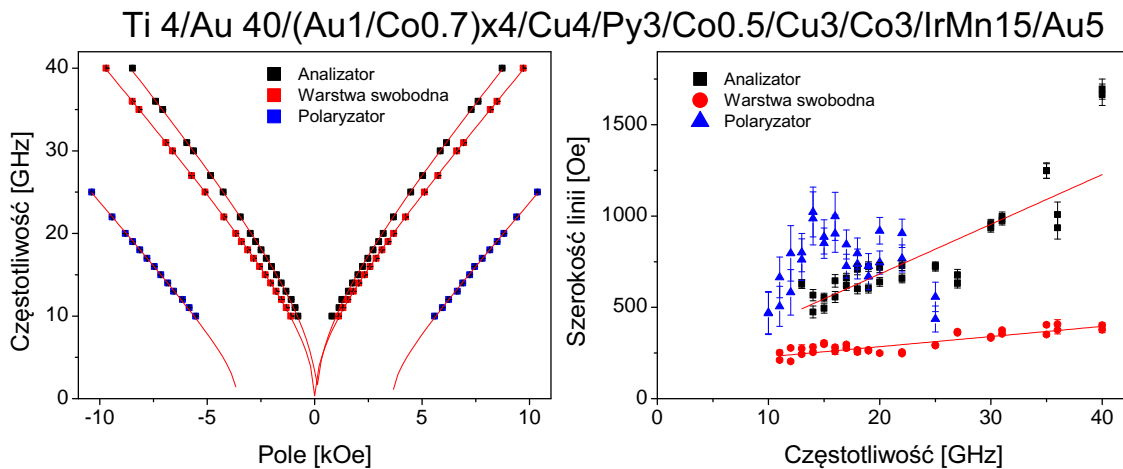 Ti 4/Au 40/(Au1/Co0.7)x4/Cu4/Py3/Co0.5/Cu3/Co3/IrMn15/Au5
40
30
20
10
0
Częstotliwość [GHz]
Analizator
Warstwa swobodna
Polaryzator
-10 -5 0 5 10
Pole [kOe]
1500
1000
500
0
Szerokość linii [Oe]
Analizator
Warstwa swobodna
Polaryzator
0 10 20 30 40
Częstotliwość [GHz]